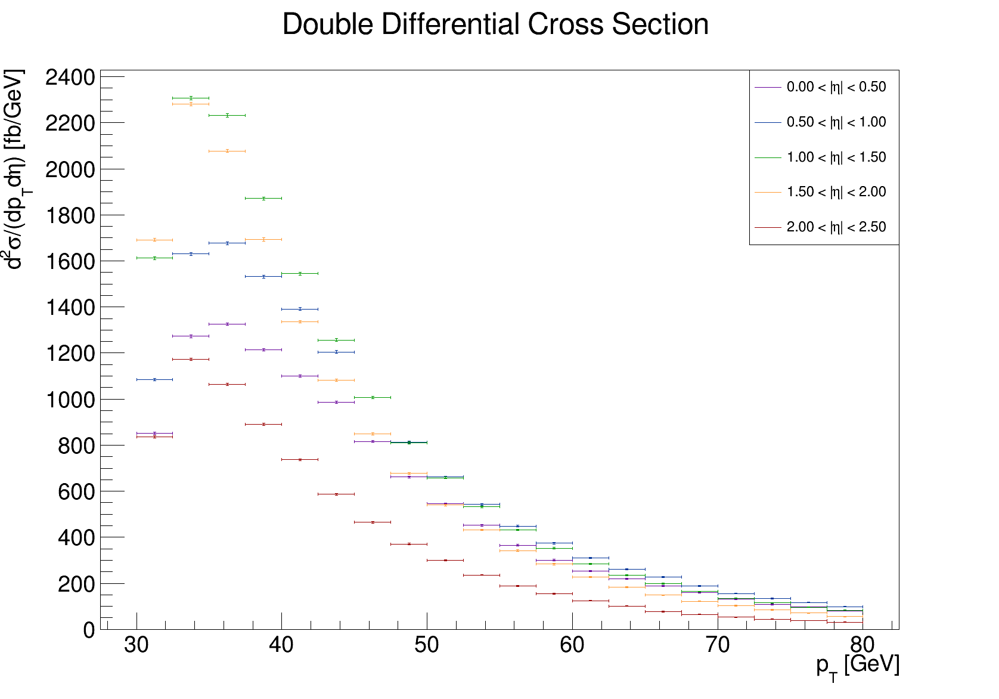 Double Differential Cross Section
d²σ/(dp_T dη) [fb/GeV]
2400
2200
2000
1800
1600
1400
1200
1000
800
600
400
200
0
0.00 < |η| < 0.50
0.50 < |η| < 1.00
1.00 < |η| < 1.50
1.50 < |η| < 2.00
2.00 < |η| < 2.50
30 40 50 60 70 80
p_T [GeV]